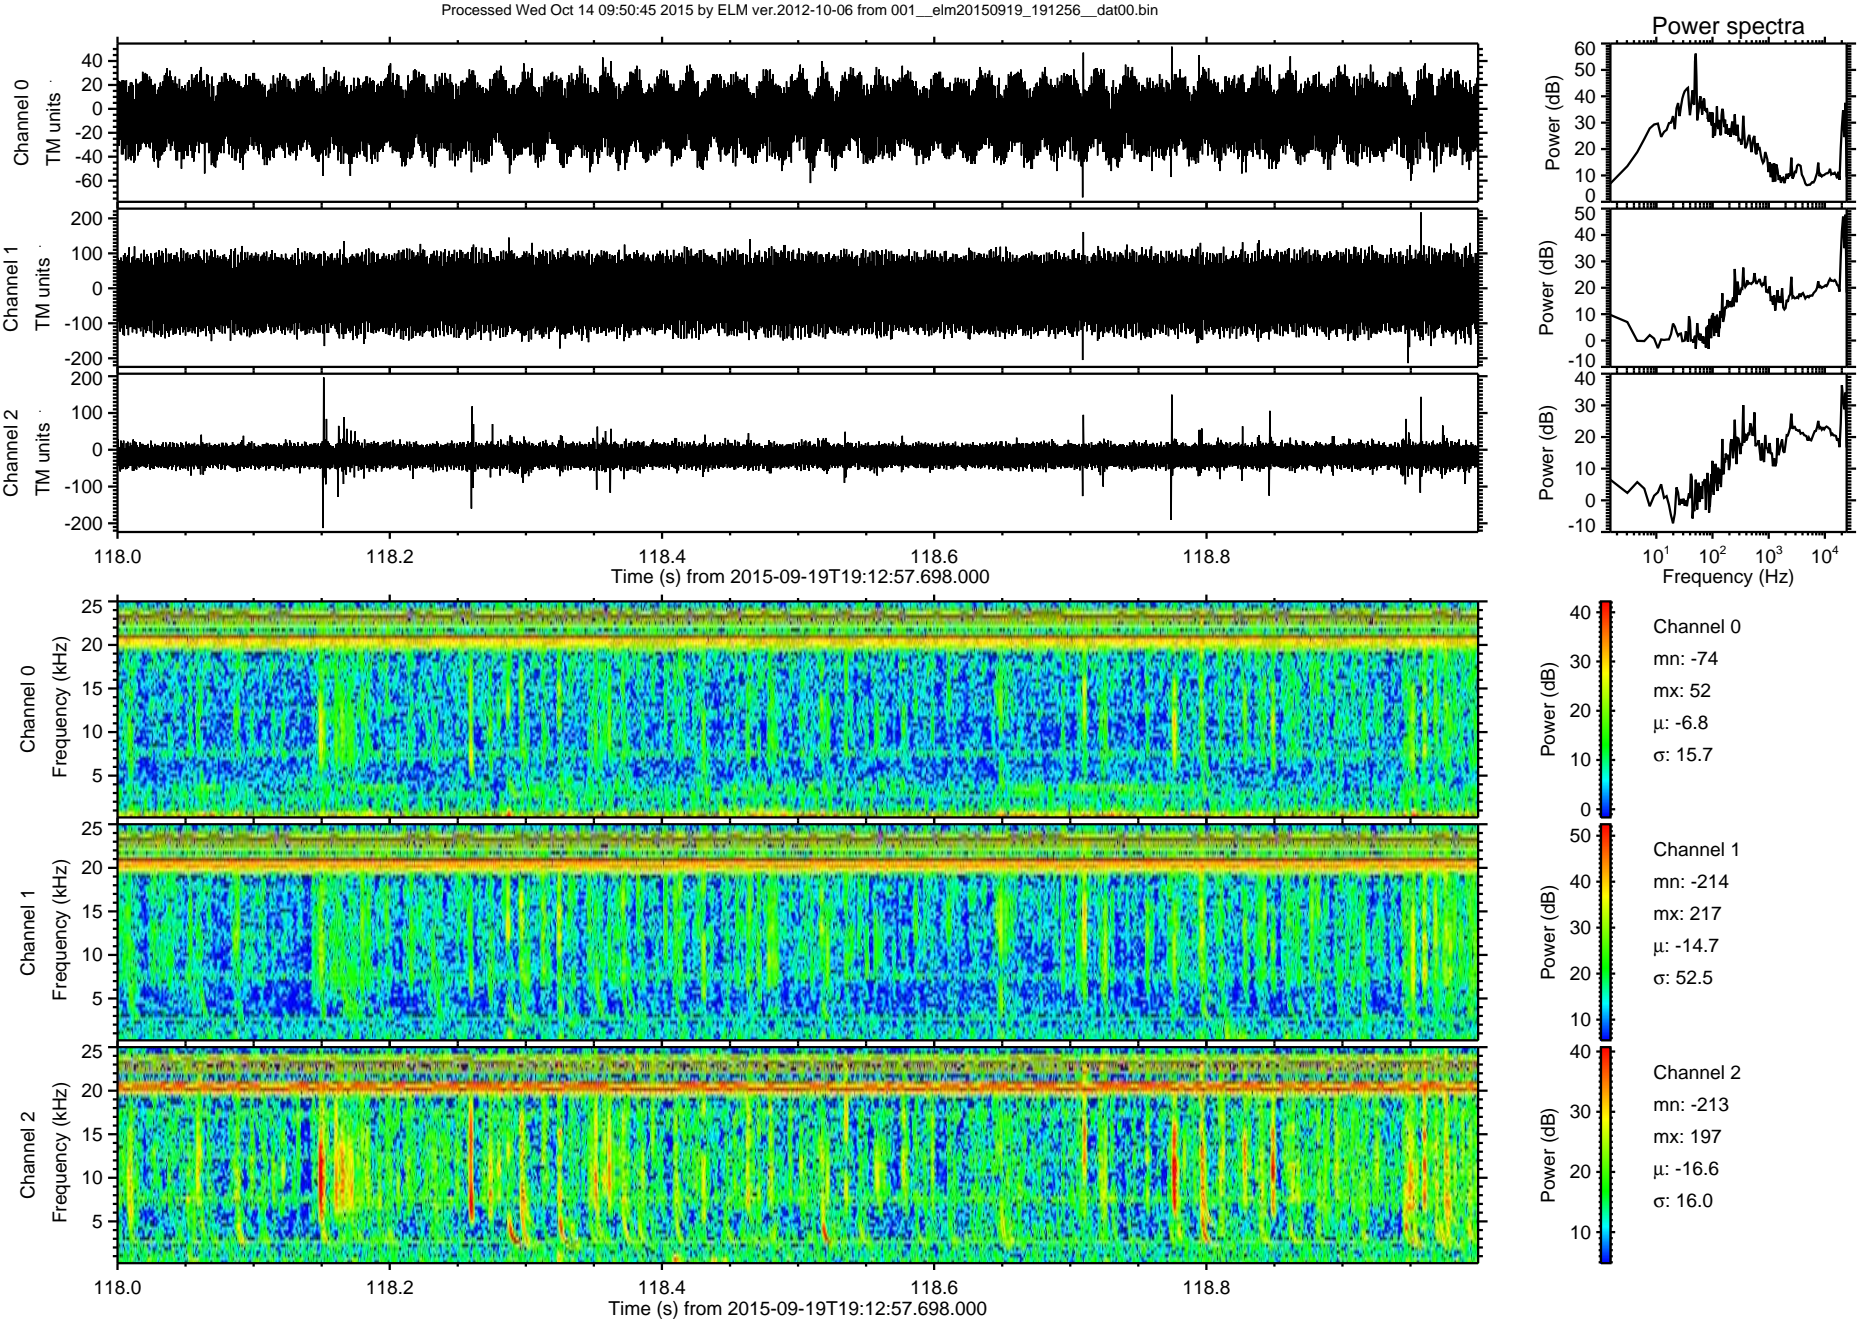 Processed Wed Oct 14 09:50:45 2015 by ELM ver.2012-10-06 from 001__elm20150919_191256__dat00.bin
Power spectra
Channel 0
TM units
40
20
0
-20
-40
-60
Power (dB)
60
50
40
30
20
10
0
Channel 1
TM units
200
100
0
-100
-200
Power (dB)
50
40
30
20
10
0
-10
Channel 2
TM units
200
100
0
-100
-200
Power (dB)
40
30
20
10
0
-10
118.0 118.2 118.4 118.6 118.8
Time (s) from 2015-09-19T19:12:57.698.000
10¹ 10² 10³ 10⁴
Frequency (Hz)
Channel 0
Frequency (kHz)
25
20
15
10
5
Power (dB)
40
30
20
10
0
Channel 0
mn: -74
mx: 52
μ: -6.8
σ: 15.7
Channel 1
Frequency (kHz)
25
20
15
10
5
Power (dB)
50
40
30
20
10
Channel 1
mn: -214
mx: 217
μ: -14.7
σ: 52.5
Channel 2
Frequency (kHz)
25
20
15
10
5
Power (dB)
40
30
20
10
Channel 2
mn: -213
mx: 197
μ: -16.6
σ: 16.0
118.0 118.2 118.4 118.6 118.8
Time (s) from 2015-09-19T19:12:57.698.000